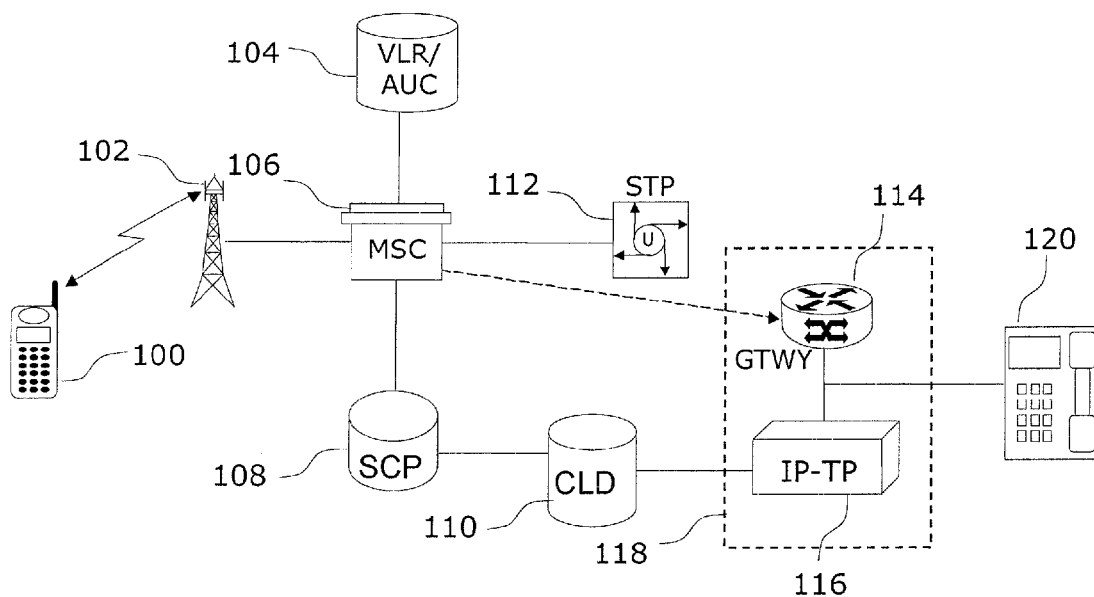 104
VLR/
AUC
102
106
112
STP
114
120
MSC
U
100
GTWY
108
SCP
110
CLD
IP-TP
118
116